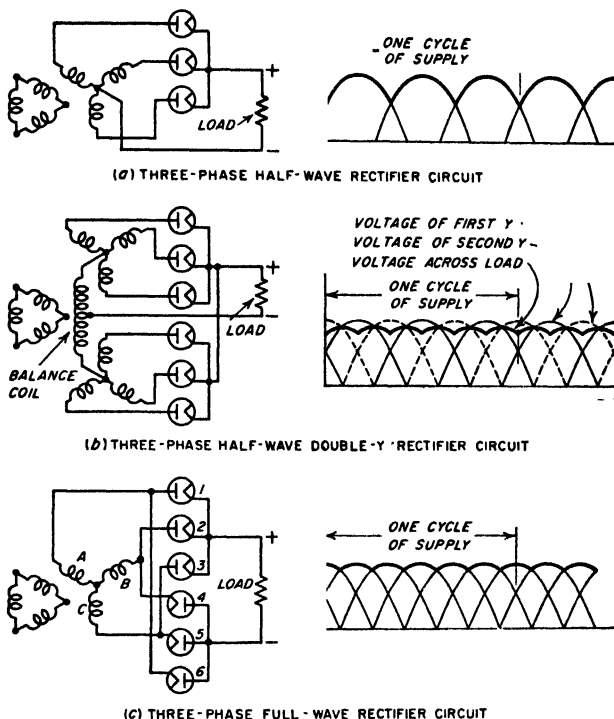 - ONE CYCLE
OF SUPPLY
+
LOAD
-
(a) THREE-PHASE HALF-WAVE RECTIFIER CIRCUIT
VOLTAGE OF FIRST Y
VOLTAGE OF SECOND Y
VOLTAGE ACROSS LOAD
ONE CYCLE
OF SUPPLY
+
LOAD
-
BALANCE
COIL
(b) THREE-PHASE HALF-WAVE DOUBLE-Y RECTIFIER CIRCUIT
1
2
3
4
5
6
A
B
C
+
LOAD
-
ONE CYCLE
OF SUPPLY
(c) THREE-PHASE FULL-WAVE RECTIFIER CIRCUIT